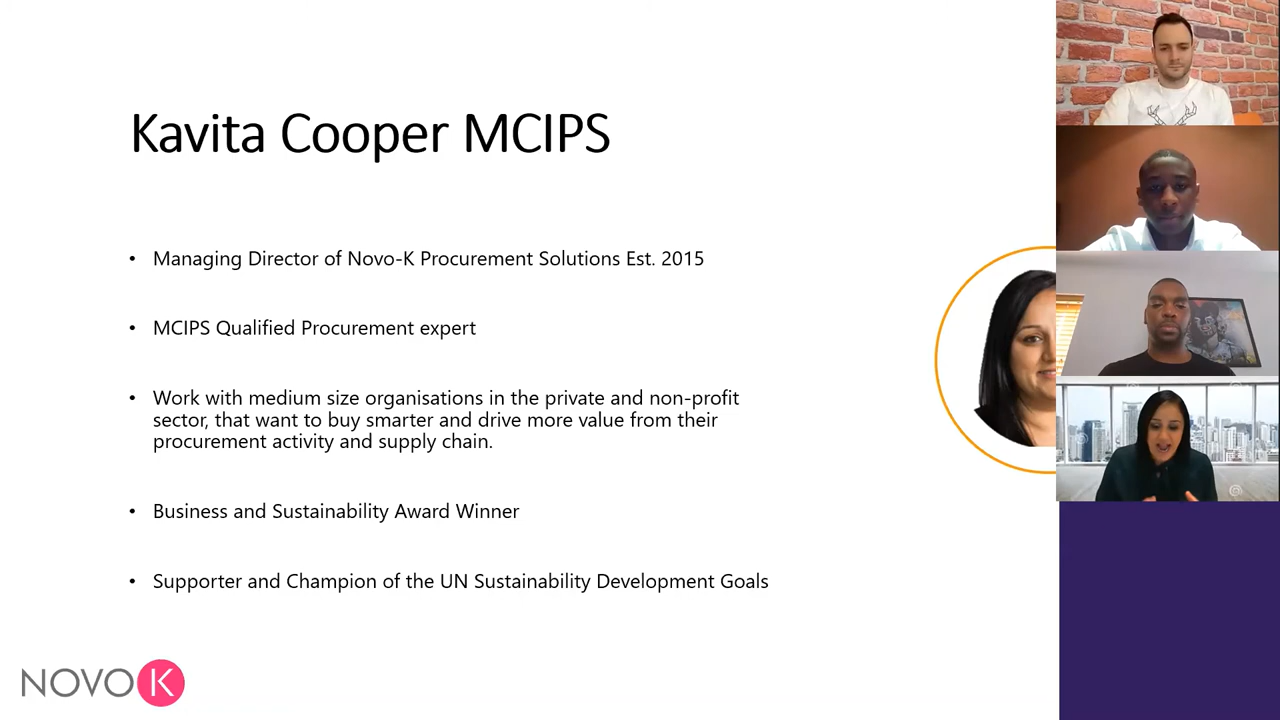 Kavita Cooper MCIPS
• Managing Director of Novo-K Procurement Solutions Est. 2015
• MCIPS Qualified Procurement expert
• Work with medium size organisations in the private and non-profit
sector, that want to buy smarter and drive more value from their
procurement activity and supply chain.
• Business and Sustainability Award Winner
• Supporter and Champion of the UN Sustainability Development Goals
NOVO K